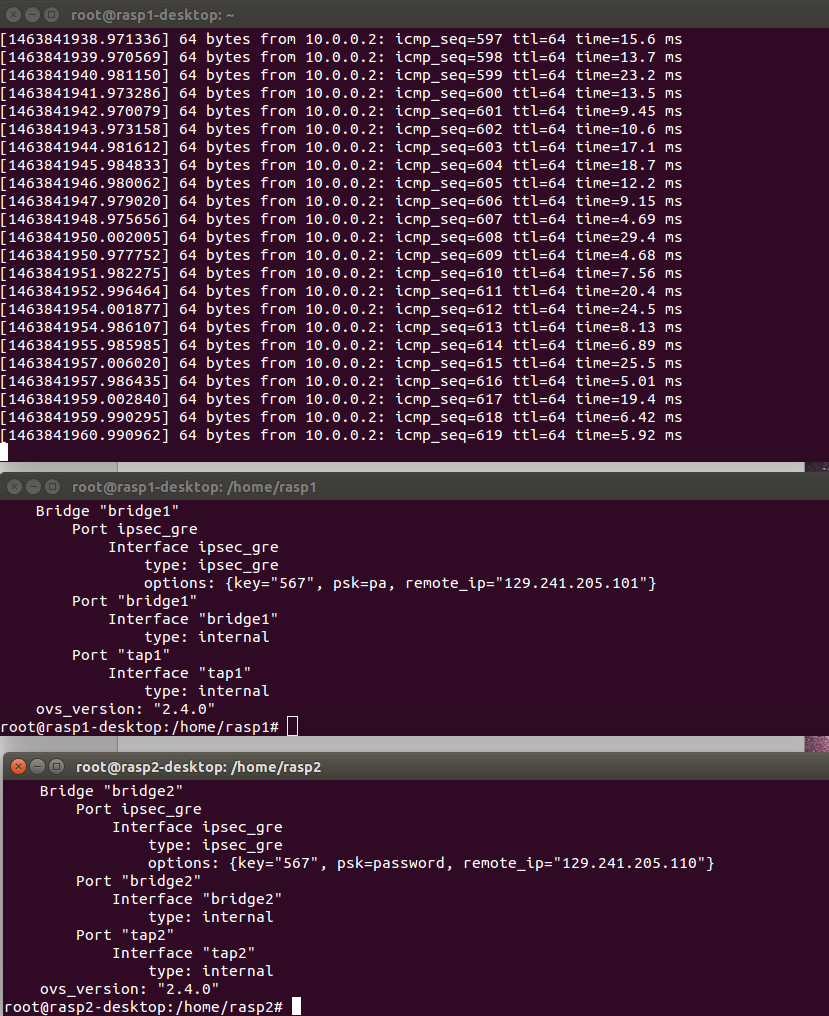 root@rasp1-desktop: ~
[1463841938.971336] 64 bytes from 10.0.0.2: icmp_seq=597 ttl=64 time=15.6 ms
[1463841939.970569] 64 bytes from 10.0.0.2: icmp_seq=598 ttl=64 time=13.7 ms
[1463841940.981150] 64 bytes from 10.0.0.2: icmp_seq=599 ttl=64 time=23.2 ms
[1463841941.973286] 64 bytes from 10.0.0.2: icmp_seq=600 ttl=64 time=13.5 ms
[1463841942.970079] 64 bytes from 10.0.0.2: icmp_seq=601 ttl=64 time=9.45 ms
[1463841943.973158] 64 bytes from 10.0.0.2: icmp_seq=602 ttl=64 time=10.6 ms
[1463841944.981612] 64 bytes from 10.0.0.2: icmp_seq=603 ttl=64 time=17.1 ms
[1463841945.984833] 64 bytes from 10.0.0.2: icmp_seq=604 ttl=64 time=18.7 ms
[1463841946.980062] 64 bytes from 10.0.0.2: icmp_seq=605 ttl=64 time=12.2 ms
[1463841947.979020] 64 bytes from 10.0.0.2: icmp_seq=606 ttl=64 time=9.15 ms
[1463841948.975656] 64 bytes from 10.0.0.2: icmp_seq=607 ttl=64 time=4.69 ms
[1463841950.002005] 64 bytes from 10.0.0.2: icmp_seq=608 ttl=64 time=29.4 ms
[1463841950.977752] 64 bytes from 10.0.0.2: icmp_seq=609 ttl=64 time=4.68 ms
[1463841951.982275] 64 bytes from 10.0.0.2: icmp_seq=610 ttl=64 time=7.56 ms
[1463841952.996464] 64 bytes from 10.0.0.2: icmp_seq=611 ttl=64 time=20.4 ms
[1463841954.001877] 64 bytes from 10.0.0.2: icmp_seq=612 ttl=64 time=24.5 ms
[1463841954.986107] 64 bytes from 10.0.0.2: icmp_seq=613 ttl=64 time=8.13 ms
[1463841955.985985] 64 bytes from 10.0.0.2: icmp_seq=614 ttl=64 time=6.89 ms
[1463841957.006020] 64 bytes from 10.0.0.2: icmp_seq=615 ttl=64 time=25.5 ms
[1463841957.986435] 64 bytes from 10.0.0.2: icmp_seq=616 ttl=64 time=5.01 ms
[1463841959.002840] 64 bytes from 10.0.0.2: icmp_seq=617 ttl=64 time=19.4 ms
[1463841959.990295] 64 bytes from 10.0.0.2: icmp_seq=618 ttl=64 time=6.42 ms
[1463841960.990962] 64 bytes from 10.0.0.2: icmp_seq=619 ttl=64 time=5.92 ms
root@rasp1-desktop: /home/rasp1
Bridge "bridge1"
Port ipsec_gre
Interface ipsec_gre
type: ipsec_gre
options: {key="567", psk=pa, remote_ip="129.241.205.101"}
Port "bridge1"
Interface "bridge1"
type: internal
Port "tap1"
Interface "tap1"
type: internal
ovs_version: "2.4.0"
root@rasp1-desktop:/home/rasp1#
root@rasp2-desktop: /home/rasp2
Bridge "bridge2"
Port ipsec_gre
Interface ipsec_gre
type: ipsec_gre
options: {key="567", psk=password, remote_ip="129.241.205.110"}
Port "bridge2"
Interface "bridge2"
type: internal
Port "tap2"
Interface "tap2"
type: internal
ovs_version: "2.4.0"
root@rasp2-desktop:/home/rasp2#